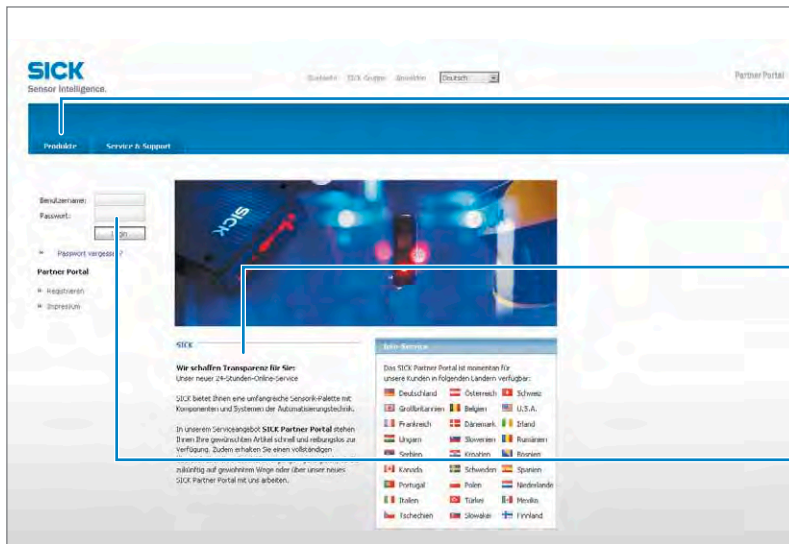 SICK
Sensor Intelligence.
Startseite SICK Gruppe Anmelden Deutsch
Partner Portal
Produkte Service & Support
Benutzername:
Passwort:
Login
Passwort vergessen?
Partner Portal
Registrieren
Impressum
SICK
SICK
Wir schaffen Transparenz für Sie:
Unser neuer 24-Stunden-Online-Service
SICK bietet Ihnen eine umfangreiche Sensorik-Palette mit
Komponenten und Systemen der Automatisierungstechnik.
In unserem Serviceangebot SICK Partner Portal stehen
Ihnen Ihre gewünschten Artikel schnell und reibungslos zur
Verfügung. Zudem erhalten Sie einen vollständigen
zukünftig auf gewohntem Wege oder über unser neues
SICK Partner Portal mit uns arbeiten.
Info-Service
Das SICK Partner Portal ist momentan für
unsere Kunden in folgenden Ländern verfügbar:
Deutschland Österreich Schweiz
Großbritannien Belgien U.S.A.
Frankreich Dänemark Irland
Ungarn Slowenien Rumänien
Serbien Kroatien Bosnien
Kanada Schweden Spanien
Portugal Polen Niederlande
Italien Türkei Mexiko
Tschechien Slowakei Finnland